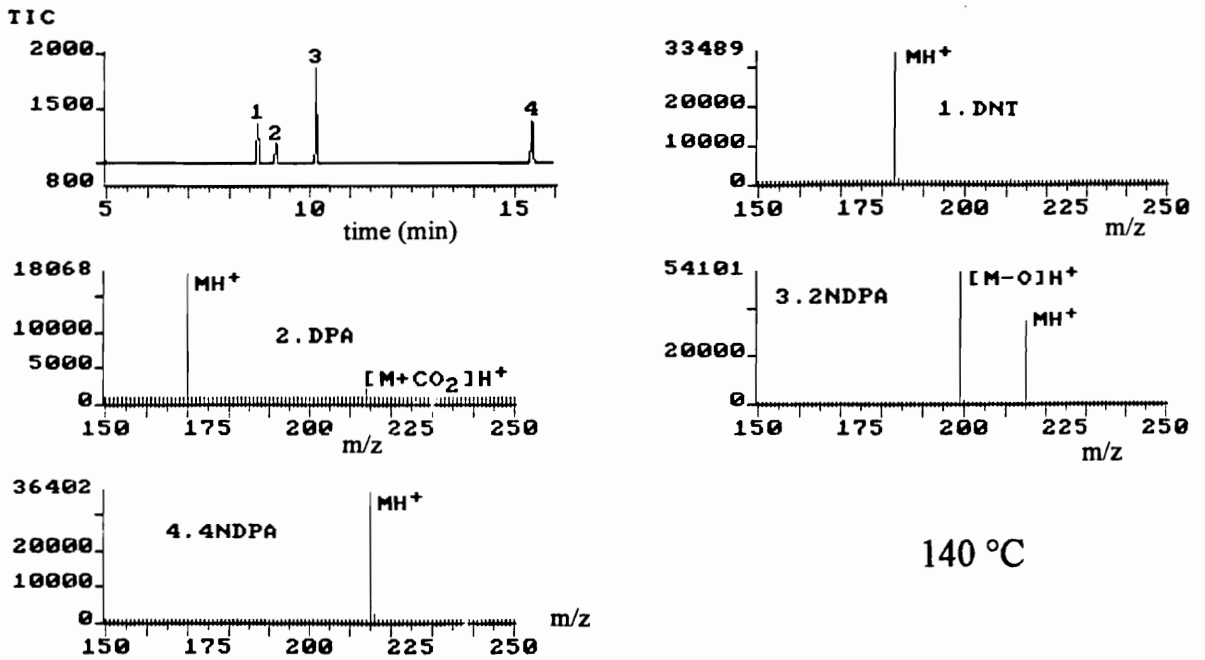 TIC
2000
1500
800
1
2
3
4
5 10 15
time (min)
33489
20000
10000
0
MH+
1.DNT
150 175 200 225 250
m/z
18068
10000
5000
0
MH+
2.DPA
[M+CO2]H+
150 175 200 225 250
m/z
54101
20000
0
3.2NDPA
[M-O]H+
MH+
150 175 200 225 250
m/z
36402
20000
10000
0
MH+
4.4NDPA
150 175 200 225 250
m/z
140 °C